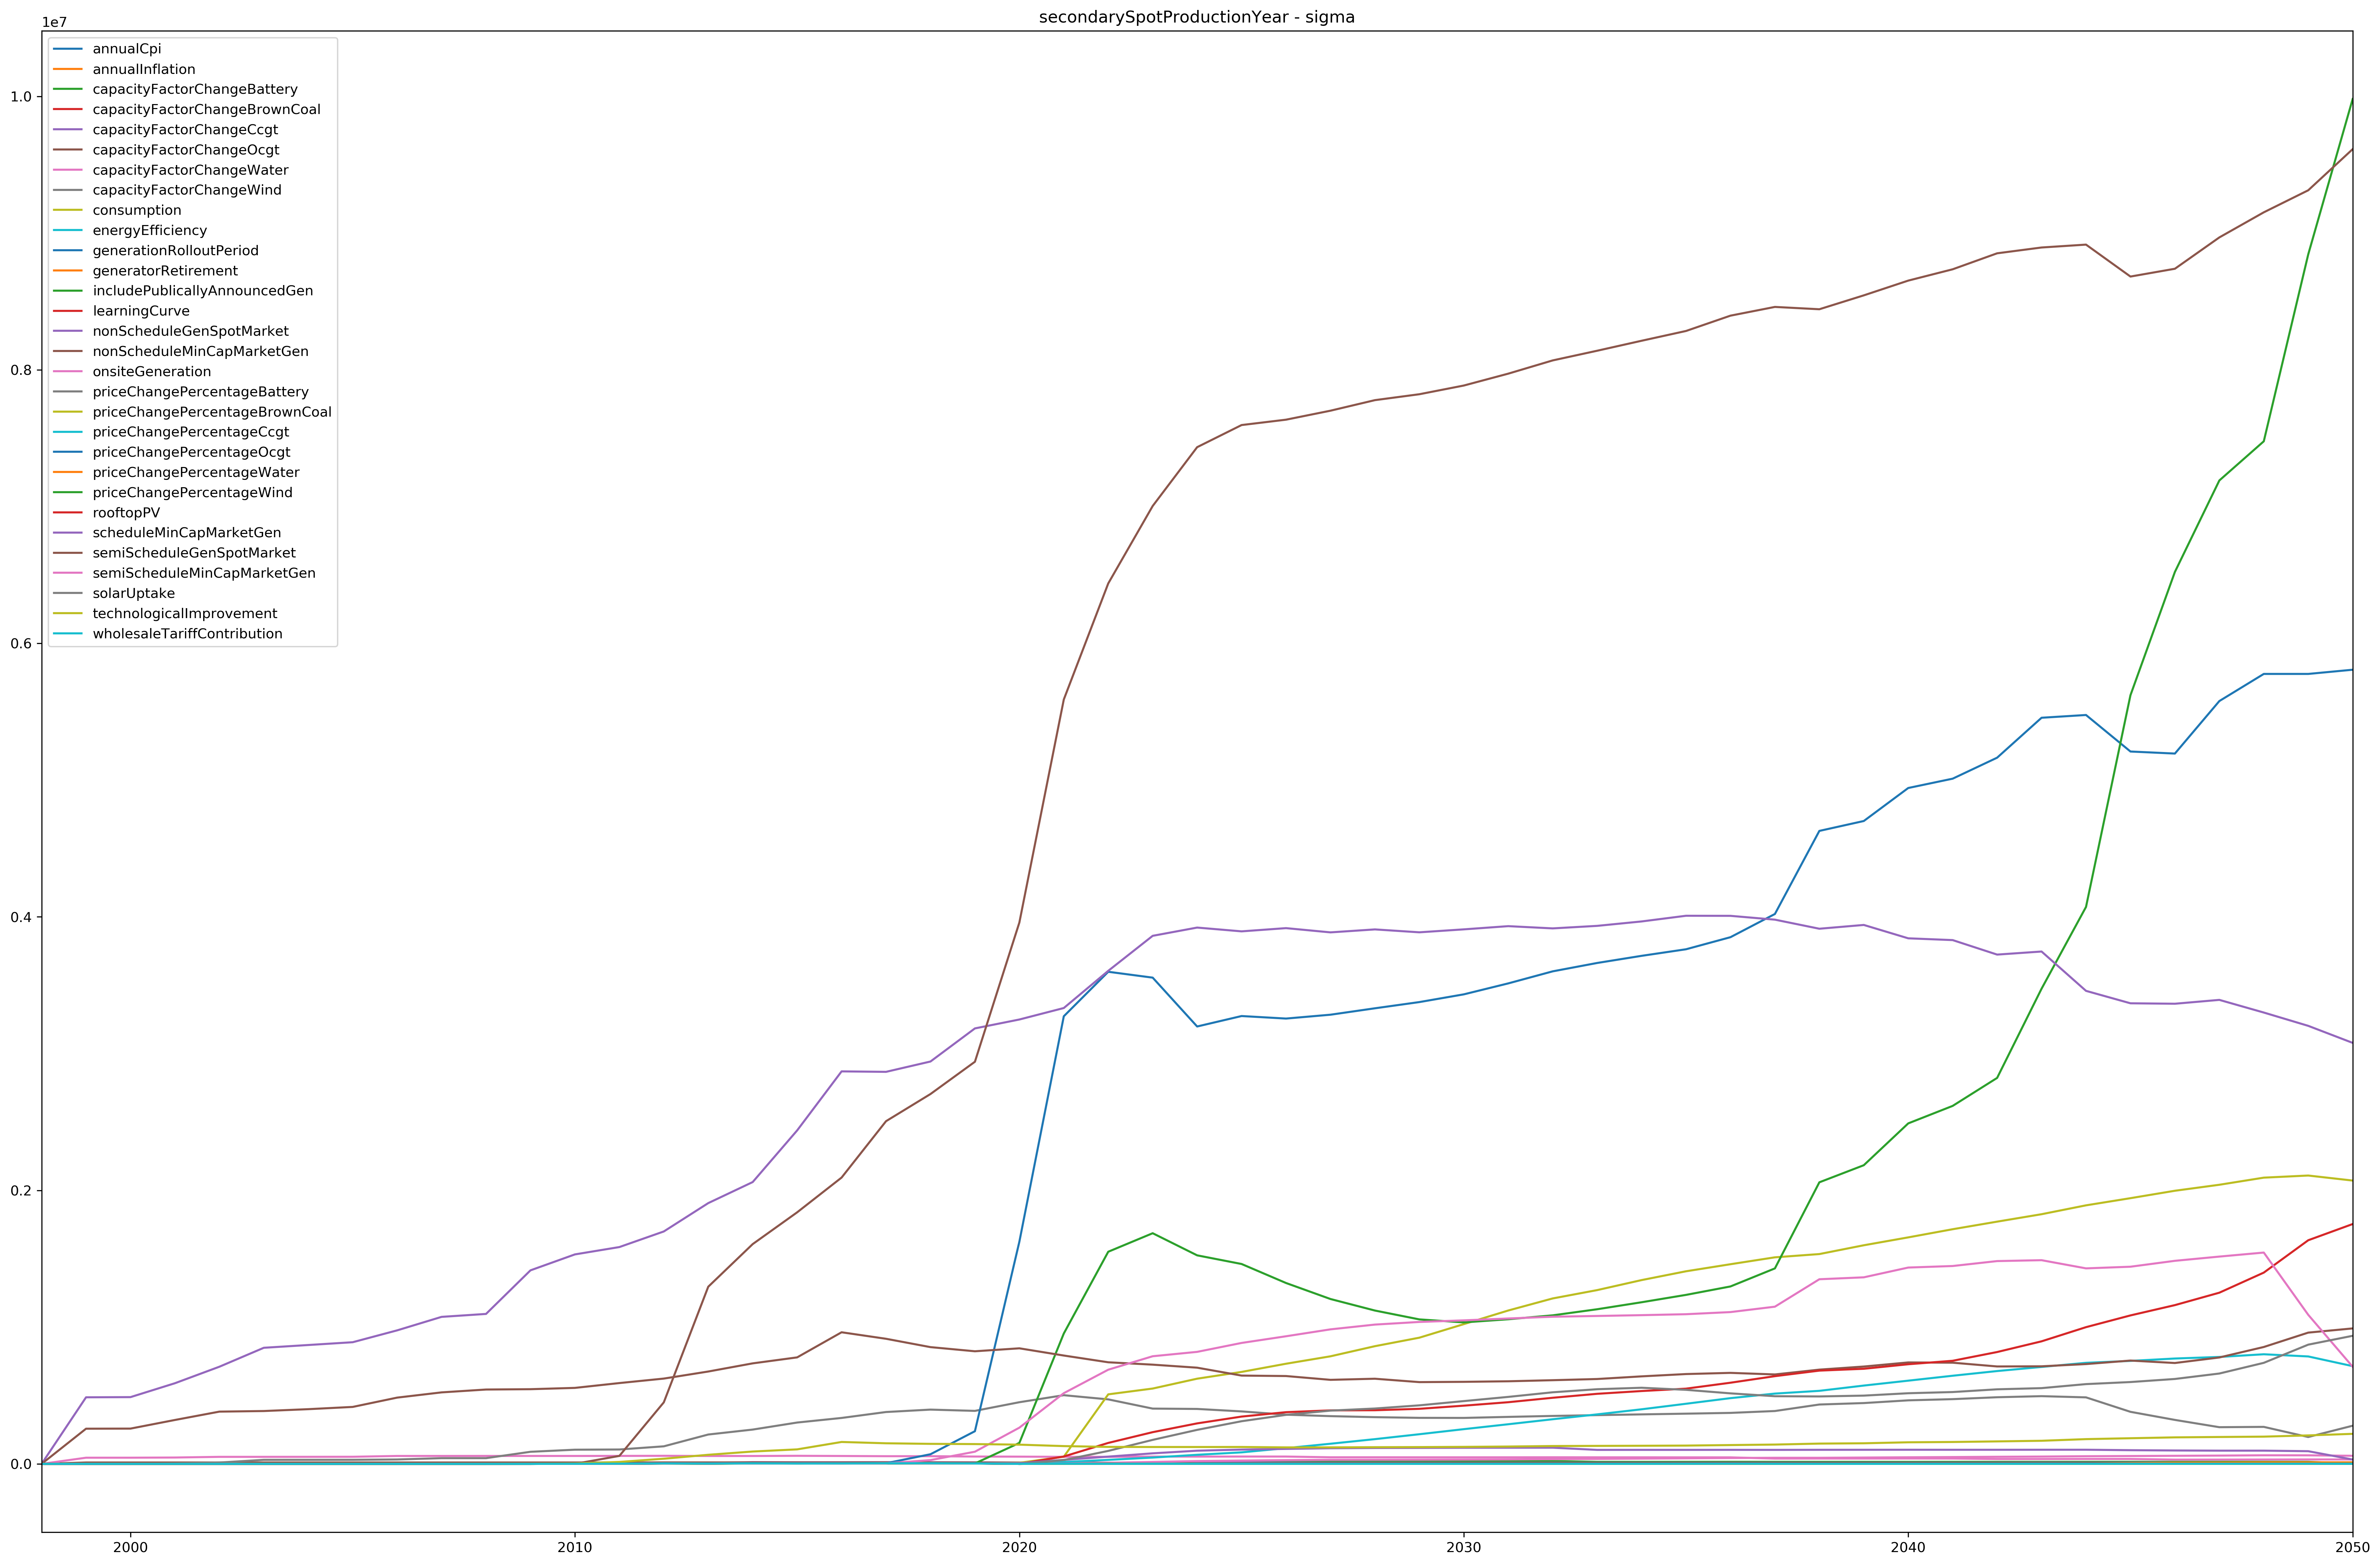 secondarySpotProductionYear - sigma
1e7
annualCpi
annualInflation
capacityFactorChangeBattery
capacityFactorChangeBrownCoal
capacityFactorChangeCcgt
capacityFactorChangeOcgt
capacityFactorChangeWater
capacityFactorChangeWind
consumption
energyEfficiency
generationRolloutPeriod
generatorRetirement
includePublicallyAnnouncedGen
learningCurve
nonScheduleGenSpotMarket
nonScheduleMinCapMarketGen
onsiteGeneration
priceChangePercentageBattery
priceChangePercentageBrownCoal
priceChangePercentageCcgt
priceChangePercentageOcgt
priceChangePercentageWater
priceChangePercentageWind
rooftopPV
scheduleMinCapMarketGen
semiScheduleGenSpotMarket
semiScheduleMinCapMarketGen
solarUptake
technologicalImprovement
wholesaleTariffContribution
1.0
0.8
0.6
0.4
0.2
0.0
2000 2010 2020 2030 2040 2050